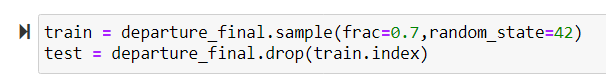 train = departure_final.sample(frac=0.7,random_state=42)
test = departure_final.drop(train.index)